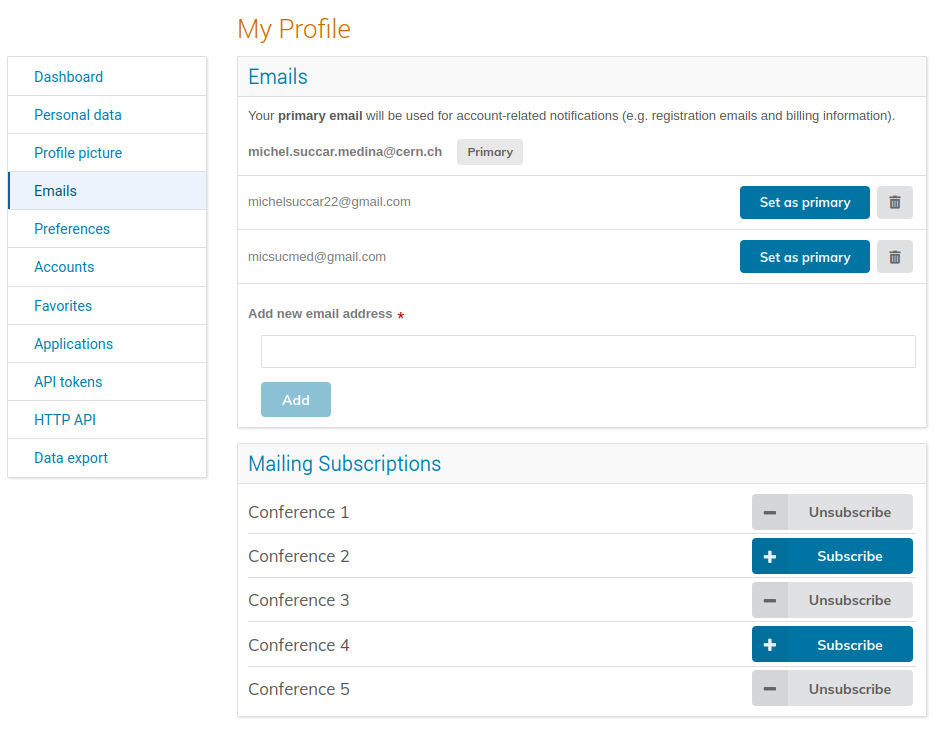 My Profile
Dashboard
Personal data
Profile picture
Emails
Preferences
Accounts
Favorites
Applications
API tokens
HTTP API
Data export
Emails
Your primary email will be used for account-related notifications (e.g. registration emails and billing information).
michel.succar.medina@cern.ch Primary
michelsuccar22@gmail.com Set as primary
micsucmed@gmail.com Set as primary
Add new email address *
Add
Mailing Subscriptions
Conference 1 Unsubscribe
Conference 2 Subscribe
Conference 3 Unsubscribe
Conference 4 Subscribe
Conference 5 Unsubscribe